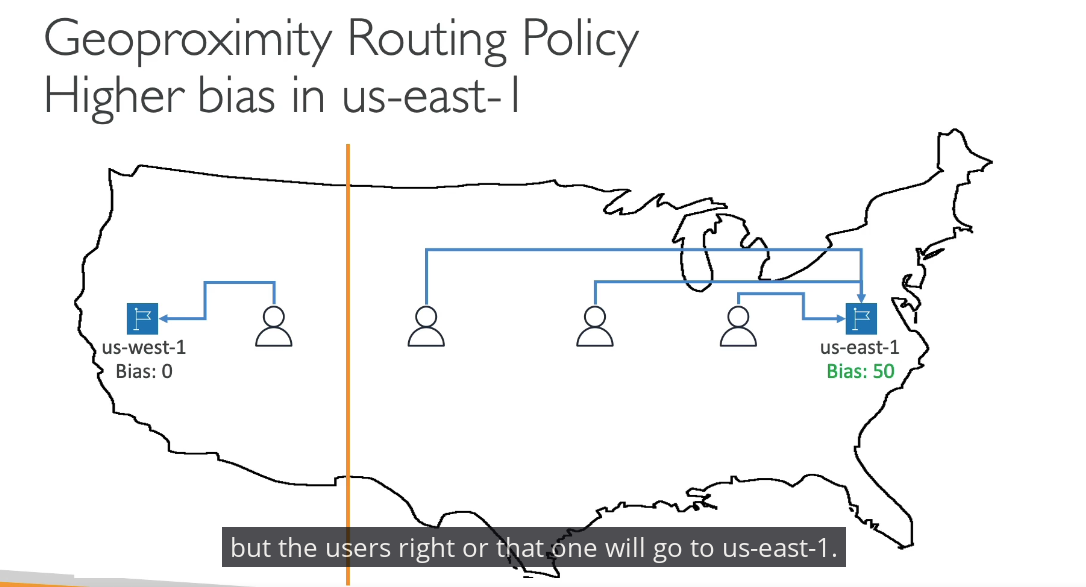 Geoproximity Routing Policy
Higher bias in us-east-1
us-west-1
Bias: 0
us-east-1
Bias: 50
but the users right or that one will go to us-east-1.